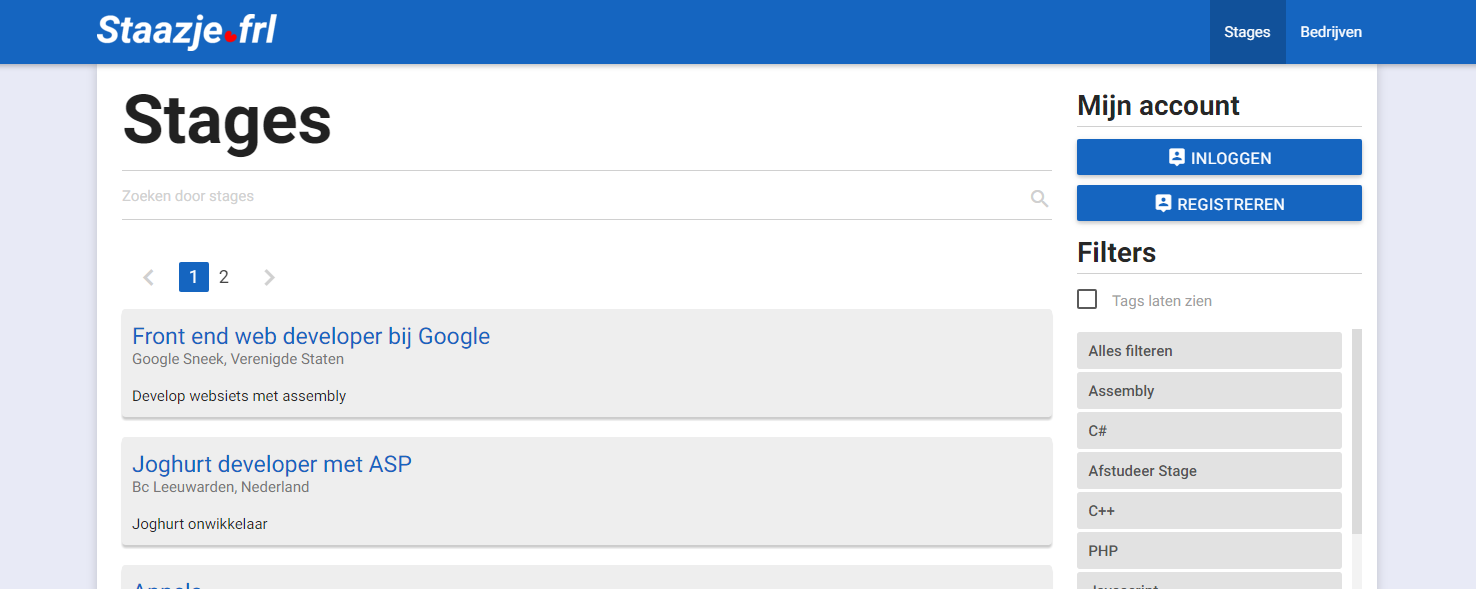 Staazje.frl
Stages
Bedrijven
Stages
Zoeken door stages
1 2
Front end web developer bij Google
Google Sneek, Verenigde Staten
Develop websiets met assembly
Joghurt developer met ASP
Bc Leeuwarden, Nederland
Joghurt onwikkelaar
Mijn account
INLOGGEN
REGISTREREN
Filters
Tags laten zien
Alles filteren
Assembly
C#
Afstudeer Stage
C++
PHP